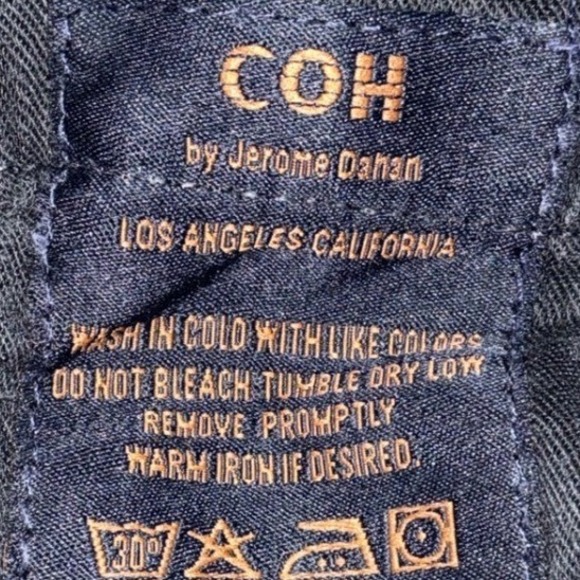 COH
by Jerome Dahan
LOS ANGELES CALIFORNIA
WASH IN COLD WITH LIKE COLORS
DO NOT BLEACH TUMBLE DRY LOW
REMOVE PROMPTLY
WARM IRON IF DESIRED.
30°